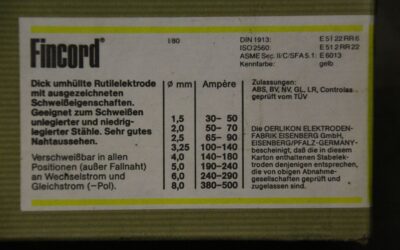 Fincord®
I/80
DIN 1913: E 51 22 RR 6
ISO 2560: E 51 2 RR 22
ASME Sec. II/C/SFA 5.1: E 6013
Kennfarbe: gelb
Dick umhüllte Rutilelektrode
mit ausgezeichneten
Schweißeigenschaften.
Geeignet zum Schweißen
unlegierter und niedrig-
legierter Stähle. Sehr gutes
Nahtaussehen.
Verschweißbar in allen
Positionen (außer Fallnaht)
an Wechselstrom und
Gleichstrom (–Pol).
Ø mm Ampère
1,5 30– 50
2,0 50– 70
2,5 65– 90
3,25 100–140
4,0 140–180
5,0 190–240
6,0 240–290
8,0 380–500
Zulassungen:
ABS, BV, NV, GL, LR, Controlas
geprüft vom TÜV
Die OERLIKON ELEKTRODEN-
FABRIK EISENBERG GmbH,
EISENBERG/PFALZ-GERMANY-
bescheinigt, daß die in diesem
Karton enthaltenen Stabelek-
troden denjenigen entsprechen,
die von obigen Abnahme-
gesellschaften geprüft und
zugelassen sind.